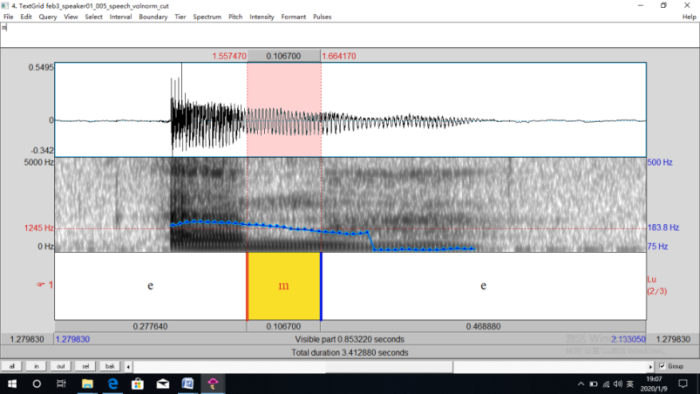 4. TextGrid feb3_speaker01_005_speech_volnorm_cut
File Edit Query View Select Interval Boundary Tier Spectrum Pitch Intensity Formant Pulses Help
m
1.557470 0.106700 1.664170
0.5495
0
-0.342
5000 Hz 500 Hz
1245 Hz 183.8 Hz
0 Hz 75 Hz
1 e m e Lu
(2/3)
0.277640 0.106700 0.468880
1.279830 1.279830 Visible part 0.853220 seconds 2.133050 1.279830
Total duration 3.412880 seconds
all in out sel bak Group
英 19:07
2020/1/9